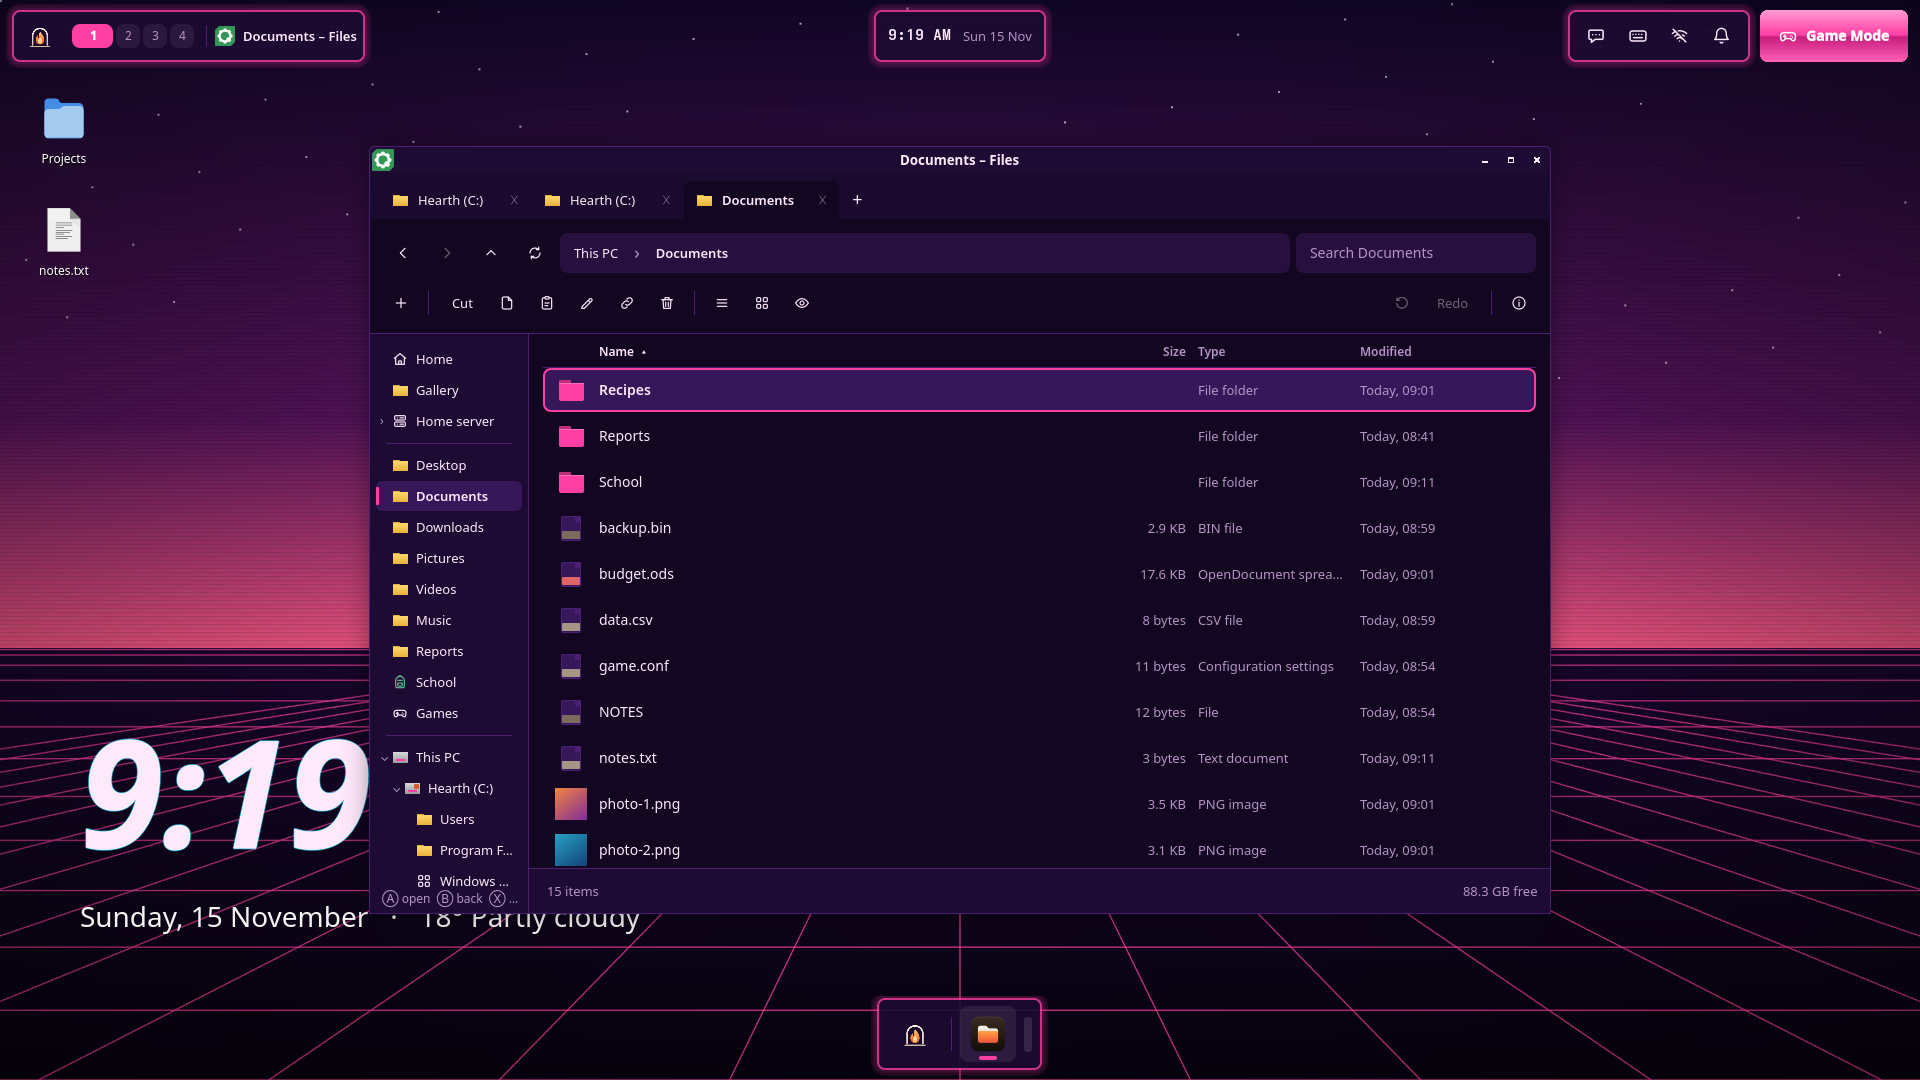 1 2 3 4 Documents – Files
9:19 AM Sun 15 Nov
Game Mode
Projects
notes.txt
Documents – Files
Hearth (C:) X Hearth (C:) X Documents X +
This PC › Documents
Search Documents
Cut
Redo
Home
Gallery
Home server
Desktop
Documents
Downloads
Pictures
Videos
Music
Reports
School
Games
This PC
Hearth (C:)
Users
Program F...
Windows ...
A open B back X ...
Name Size Type Modified
Recipes File folder Today, 09:01
Reports File folder Today, 08:41
School File folder Today, 09:11
backup.bin 2.9 KB BIN file Today, 08:59
budget.ods 17.6 KB OpenDocument sprea... Today, 09:01
data.csv 8 bytes CSV file Today, 08:59
game.conf 11 bytes Configuration settings Today, 08:54
NOTES 12 bytes File Today, 08:54
notes.txt 3 bytes Text document Today, 09:11
photo-1.png 3.5 KB PNG image Today, 09:01
photo-2.png 3.1 KB PNG image Today, 09:01
15 items 88.3 GB free
9:19
Sunday, 15 November · 18° Partly cloudy